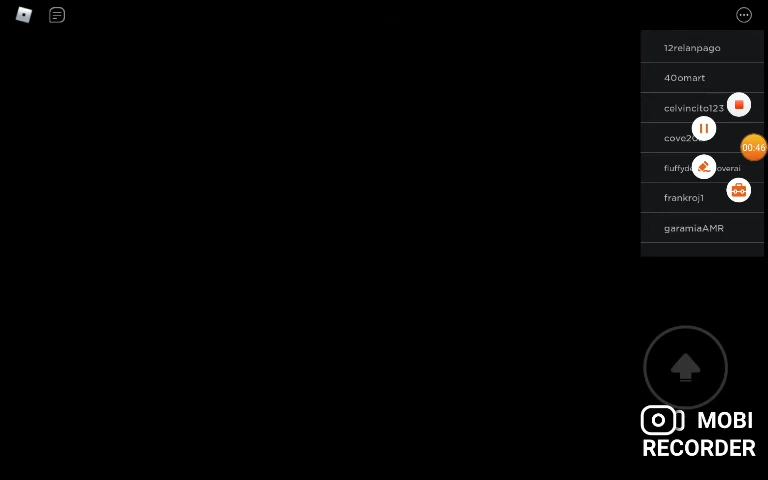 12relanpago
40omart
celvincito123
00:46
frankroj1
garamiaAMR
MOBI
RECORDER